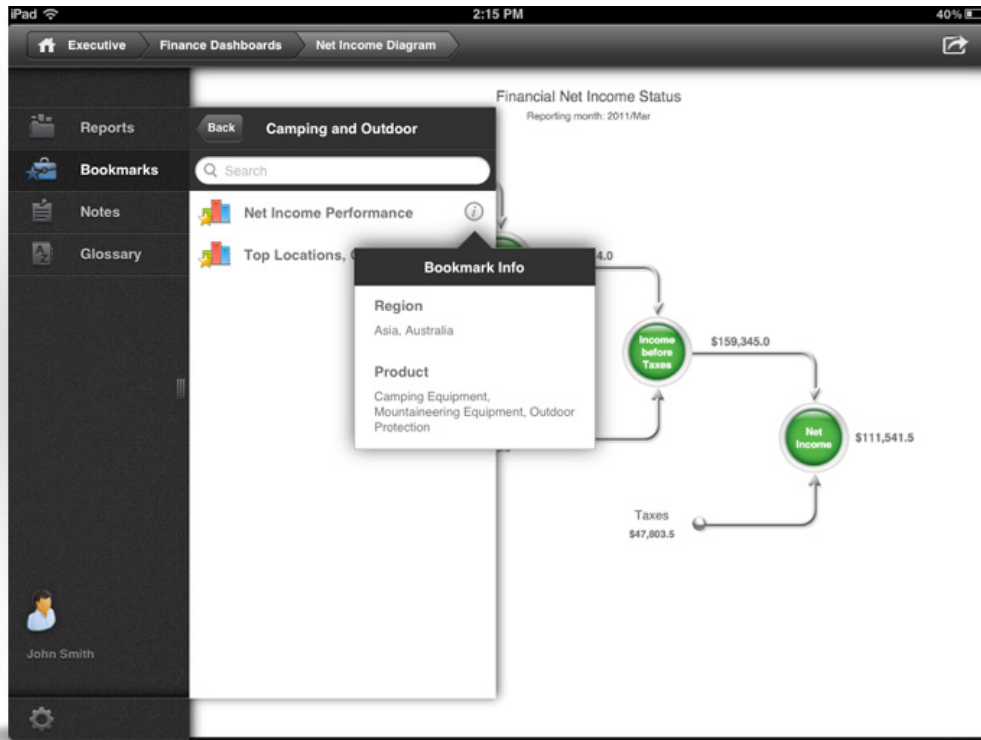 iPad
2:15 PM
40%
Executive
Finance Dashboards
Net Income Diagram
Financial Net Income Status
Reporting month: 2011/Mar
Reports
Bookmarks
Notes
Glossary
Back
Camping and Outdoor
Search
Net Income Performance
Top Locations,
Bookmark Info
Region
Asia, Australia
Product
Camping Equipment,
Mountaineering Equipment, Outdoor
Protection
4.0
Income
before
Taxes
$159,345.0
Net
Income
$111,541.5
Taxes
$47,803.5
John Smith